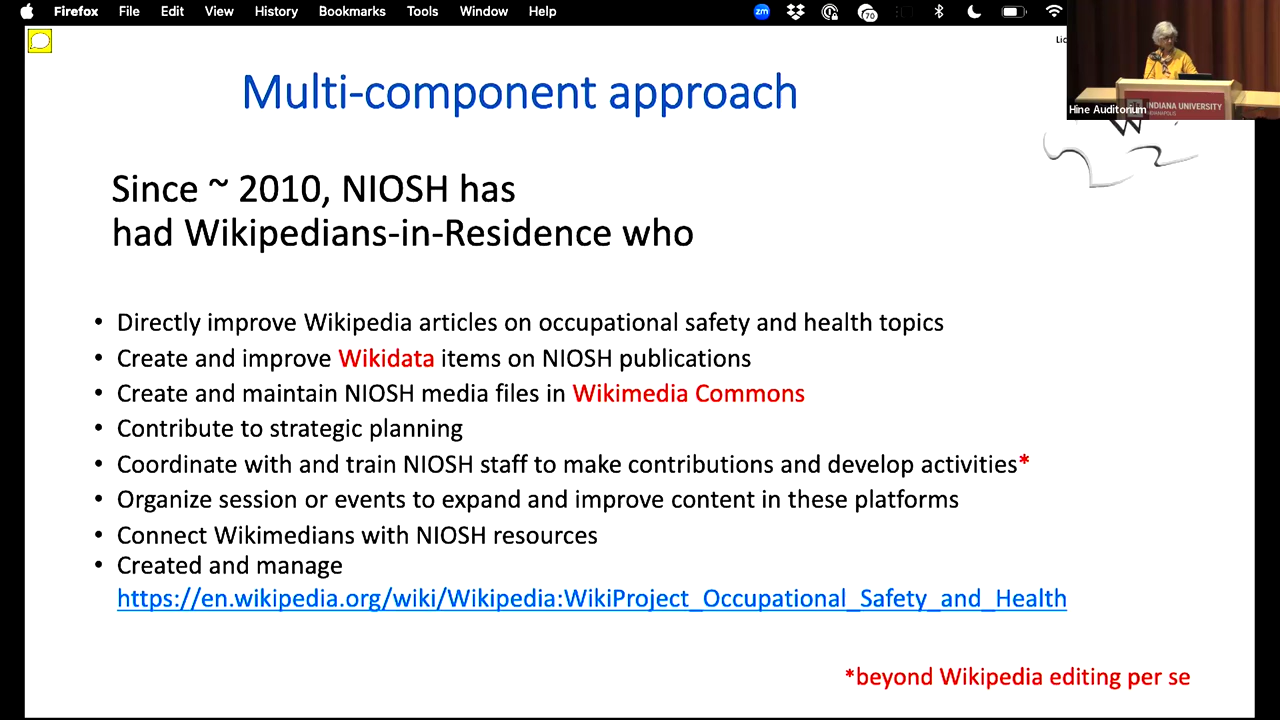 Firefox File Edit View History Bookmarks Tools Window Help
zm
70
Lic
Hine Auditorium
INDIANA UNIVERSITY
INDIANAPOLIS
W
Multi-component approach
Since ~ 2010, NIOSH has
had Wikipedians-in-Residence who
• Directly improve Wikipedia articles on occupational safety and health topics
• Create and improve Wikidata items on NIOSH publications
• Create and maintain NIOSH media files in Wikimedia Commons
• Contribute to strategic planning
• Coordinate with and train NIOSH staff to make contributions and develop activities*
• Organize session or events to expand and improve content in these platforms
• Connect Wikimedians with NIOSH resources
• Created and manage
https://en.wikipedia.org/wiki/Wikipedia:WikiProject_Occupational_Safety_and_Health
*beyond Wikipedia editing per se